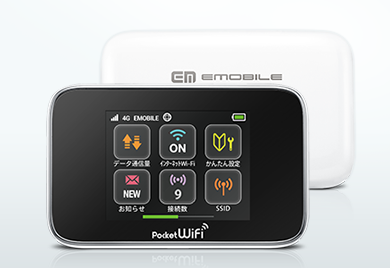 EM EMOBILE
4G EMOBILE
ON
データ通信量 インターネットWi-Fi かんたん設定
NEW 9
お知らせ 接続数 SSID
Pocket WiFi